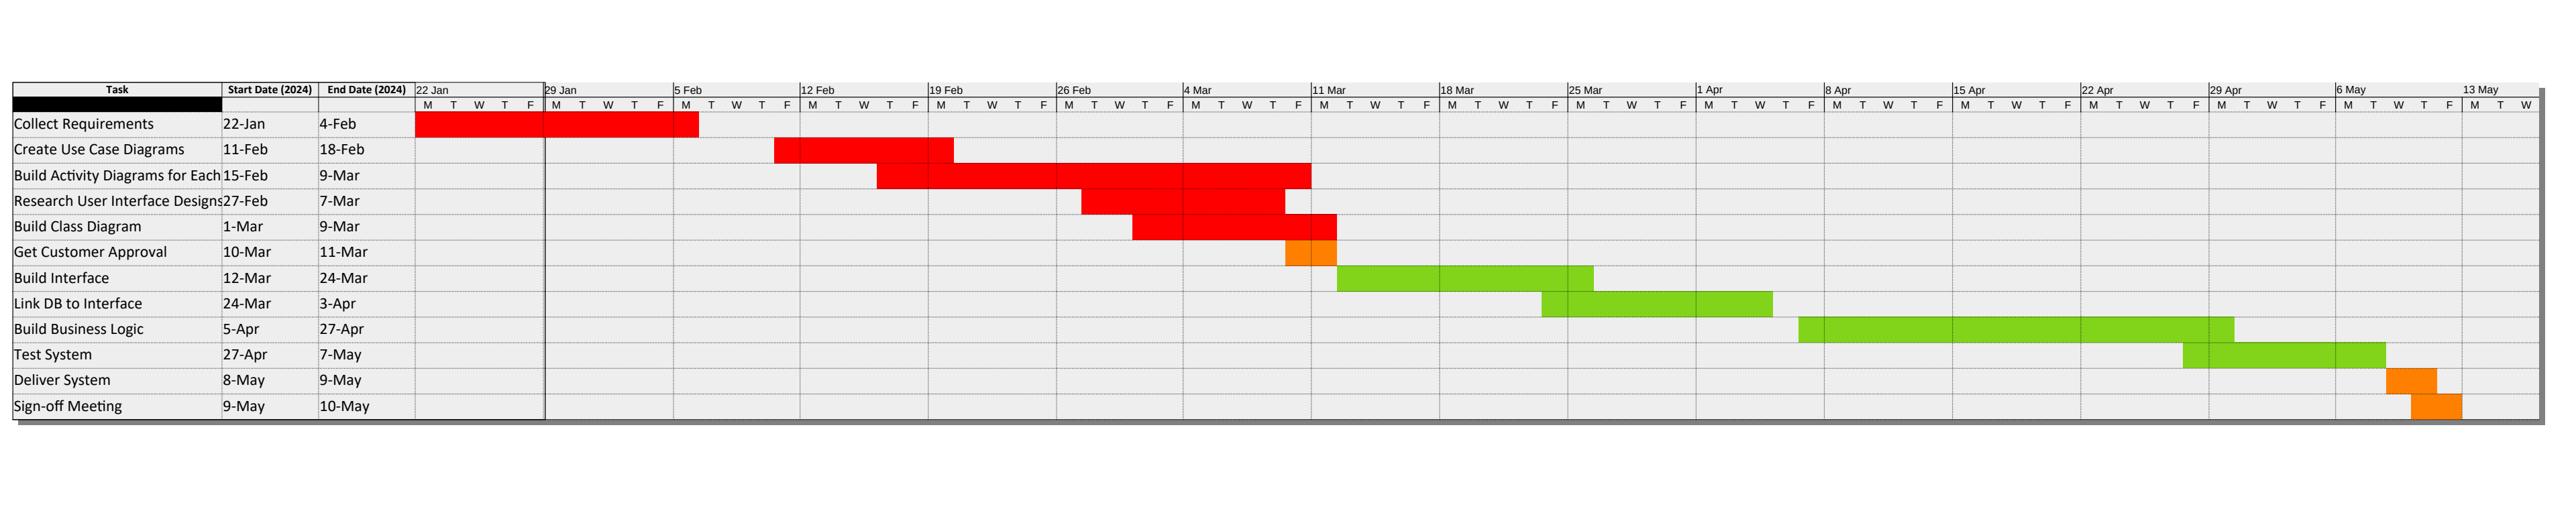 Task Start Date (2024) End Date (2024) 22 Jan 29 Jan 5 Feb 12 Feb 19 Feb 26 Feb 4 Mar 11 Mar 18 Mar 25 Mar 1 Apr 8 Apr 15 Apr 22 Apr 29 Apr 6 May 13 May
M T W T F M T W T F M T W T F M T W T F M T W T F M T W T F M T W T F M T W T F M T W T F M T W T F M T W T F M T W T F M T W T F M T W T F M T W T F M T W T F M T W
Collect Requirements 22-Jan 4-Feb
Create Use Case Diagrams 11-Feb 18-Feb
Build Activity Diagrams for Each 15-Feb 9-Mar
Research User Interface Designs 27-Feb 7-Mar
Build Class Diagram 1-Mar 9-Mar
Get Customer Approval 10-Mar 11-Mar
Build Interface 12-Mar 24-Mar
Link DB to Interface 24-Mar 3-Apr
Build Business Logic 5-Apr 27-Apr
Test System 27-Apr 7-May
Deliver System 8-May 9-May
Sign-off Meeting 9-May 10-May